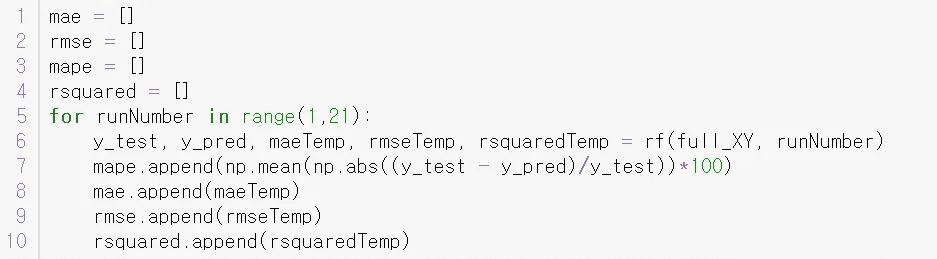 1 mae = []
2 rmse = []
3 mape = []
4 rsquared = []
5 for runNumber in range(1,21):
6     y_test, y_pred, maeTemp, rmseTemp, rsquaredTemp = rf(full_XY, runNumber)
7     mape.append(np.mean(np.abs((y_test - y_pred)/y_test))*100)
8     mae.append(maeTemp)
9     rmse.append(rmseTemp)
10     rsquared.append(rsquaredTemp)